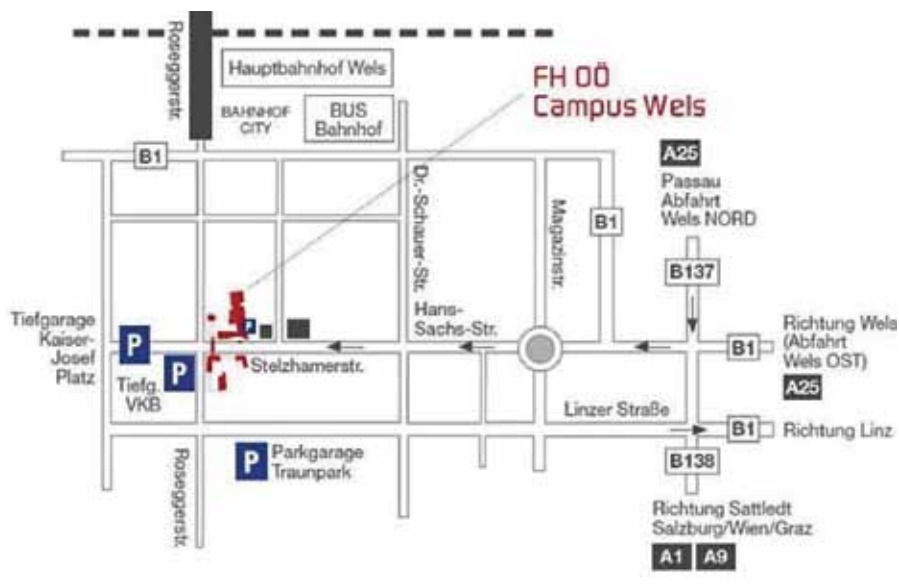 Roseggerstr.
Hauptbahnhof Wels
BAHNHOF
CITY
BUS
Bahnhof
FH OÖ
Campus Wels
B1
A25
Passau
Abfahrt
Wels NORD
Dr.-Schauer-Str.
Magazinstr.
B1
B137
Tiefgarage
Kaiser-
Josef
Platz
P
P
Tiefg.
VKB
P
Hans-
Sachs-Str.
Stelzhamerstr.
B1
Richtung Wels
(Abfahrt
Wels OST)
A25
Linzer Straße
B1
Richtung Linz
Roseggerstr.
P
Parkgarage
Traunpark
B138
Richtung Sattledt
Salzburg/Wien/Graz
A1
A9